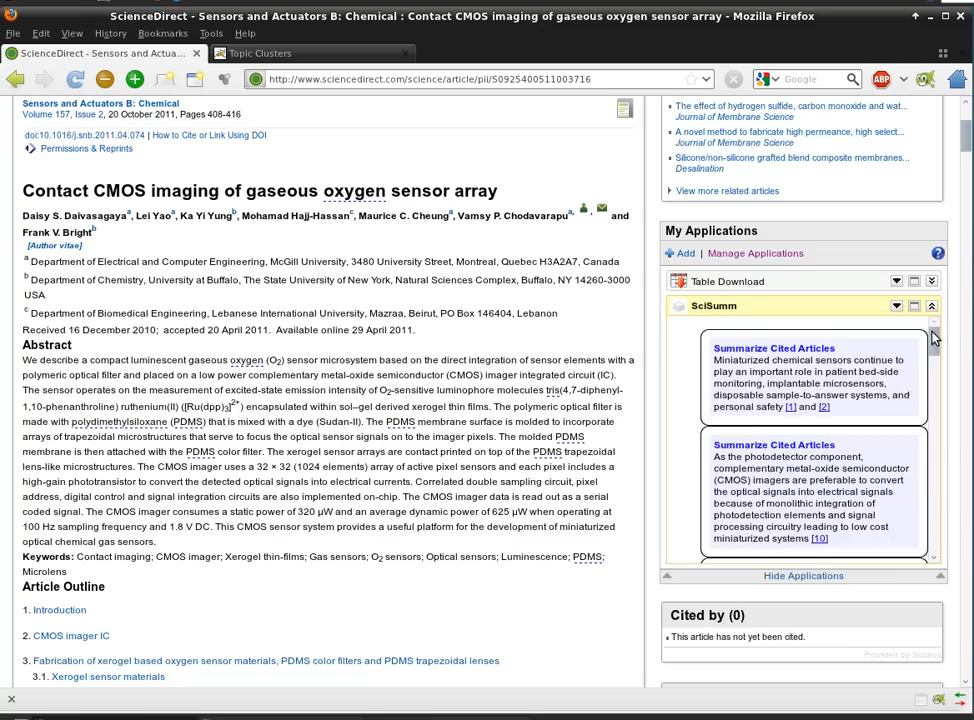 ScienceDirect - Sensors and Actuators B: Chemical : Contact CMOS imaging of gaseous oxygen sensor array - Mozilla Firefox
File Edit View History Bookmarks Tools Help
ScienceDirect - Sensors and Actua...
Topic Clusters
http://www.sciencedirect.com/science/article/pii/S0925400511003716
Google
ABP
Sensors and Actuators B: Chemical
Volume 157, Issue 2, 20 October 2011, Pages 408-416
doi:10.1016/j.snb.2011.04.074 | How to Cite or Link Using DOI
Permissions & Reprints
Contact CMOS imaging of gaseous oxygen sensor array
Daisy S. Daivasagayaa, Lei Yaoa, Ka Yi Yungb, Mohamad Hajj-Hassanc, Maurice C. Cheunga, Vamsy P. Chodavarapua, , and
Frank V. Brightb
[Author vitae]
a Department of Electrical and Computer Engineering, McGill University, 3480 University Street, Montreal, Quebec H3A2A7, Canada
b Department of Chemistry, University at Buffalo, The State University of New York, Natural Sciences Complex, Buffalo, NY 14260-3000
USA
c Department of Biomedical Engineering, Lebanese International University, Mazraa, Beirut, PO Box 146404, Lebanon
Received 16 December 2010; accepted 20 April 2011. Available online 29 April 2011.
Abstract
We describe a compact luminescent gaseous oxygen (O2) sensor microsystem based on the direct integration of sensor elements with a
polymeric optical filter and placed on a low power complementary metal-oxide semiconductor (CMOS) imager integrated circuit (IC).
The sensor operates on the measurement of excited-state emission intensity of O2-sensitive luminophore molecules tris(4,7-diphenyl-
1,10-phenanthroline) ruthenium(II) ([Ru(dpp)3]2+) encapsulated within sol–gel derived xerogel thin films. The polymeric optical filter is
made with polydimethylsiloxane (PDMS) that is mixed with a dye (Sudan-II). The PDMS membrane surface is molded to incorporate
arrays of trapezoidal microstructures that serve to focus the optical sensor signals on to the imager pixels. The molded PDMS
membrane is then attached with the PDMS color filter. The xerogel sensor arrays are contact printed on top of the PDMS trapezoidal
lens-like microstructures. The CMOS imager uses a 32 × 32 (1024 elements) array of active pixel sensors and each pixel includes a
high-gain phototransistor to convert the detected optical signals into electrical currents. Correlated double sampling circuit, pixel
address, digital control and signal integration circuits are also implemented on-chip. The CMOS imager data is read out as a serial
coded signal. The CMOS imager consumes a static power of 320 μW and an average dynamic power of 625 μW when operating at
100 Hz sampling frequency and 1.8 V DC. This CMOS sensor system provides a useful platform for the development of miniaturized
optical chemical gas sensors.
Keywords: Contact imaging; CMOS imager; Xerogel thin-films; Gas sensors; O2 sensors; Optical sensors; Luminescence; PDMS;
Microlens
Article Outline
1. Introduction
2. CMOS imager IC
3. Fabrication of xerogel based oxygen sensor materials, PDMS color filters and PDMS trapezoidal lenses
3.1. Xerogel sensor materials
The effect of hydrogen sulfide, carbon monoxide and wat...
Journal of Membrane Science
A novel method to fabricate high permeance, high select...
Journal of Membrane Science
Silicone/non-silicone grafted blend composite membranes...
Desalination
View more related articles
My Applications
Add | Manage Applications
Table Download
SciSumm
Summarize Cited Articles
Miniaturized chemical sensors continue to
play an important role in patient bed-side
monitoring, implantable microsensors,
disposable sample-to-answer systems, and
personal safety [1] and [2]
Summarize Cited Articles
As the photodetector component,
complementary metal-oxide semiconductor
(CMOS) imagers are preferable to convert
the optical signals into electrical signals
because of monolithic integration of
photodetection elements and signal
processing circuitry leading to low cost
miniaturized systems [10]
Hide Applications
Cited by (0)
This article has not yet been cited.
Provided by Scopus